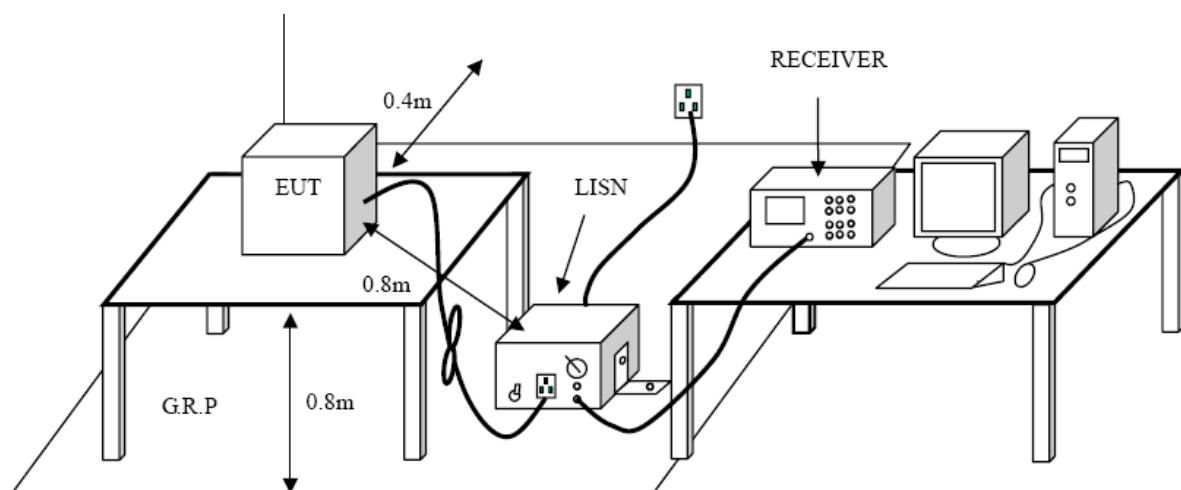 RECEIVER
0.4m
EUT
LISN
0.8m
G.R.P
0.8m